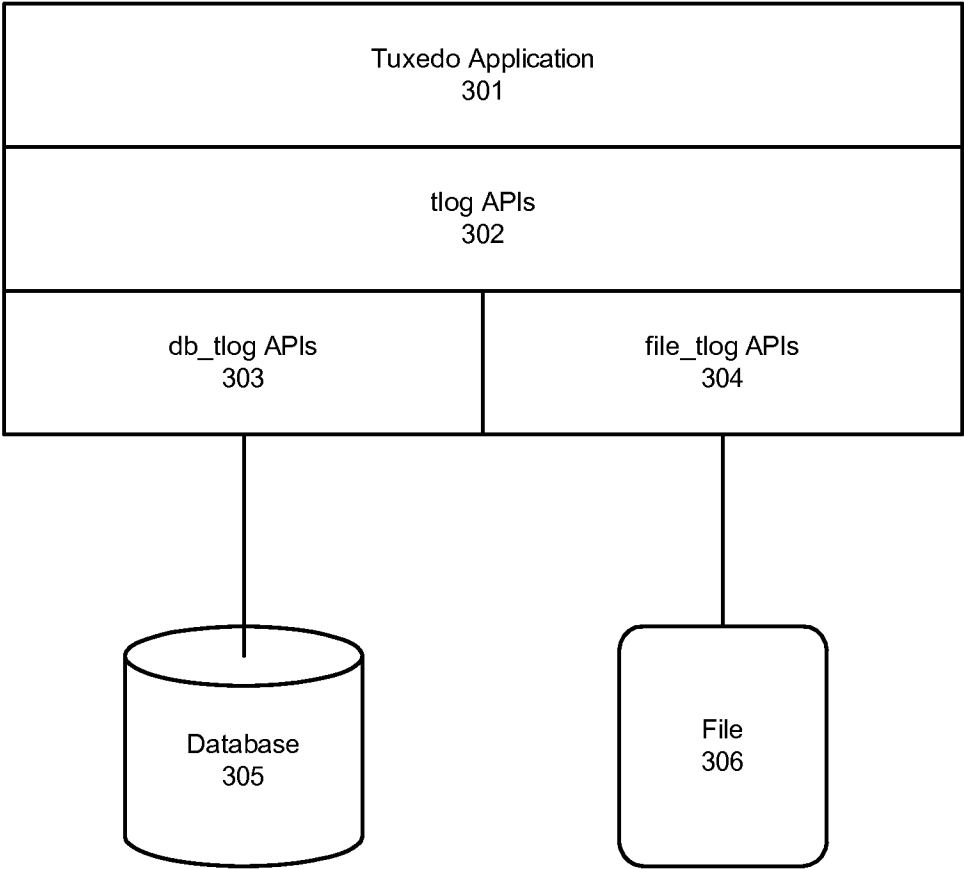 Tuxedo Application
301
tlog APIs
302
db_tlog APIs
303
file_tlog APIs
304
Database
305
File
306